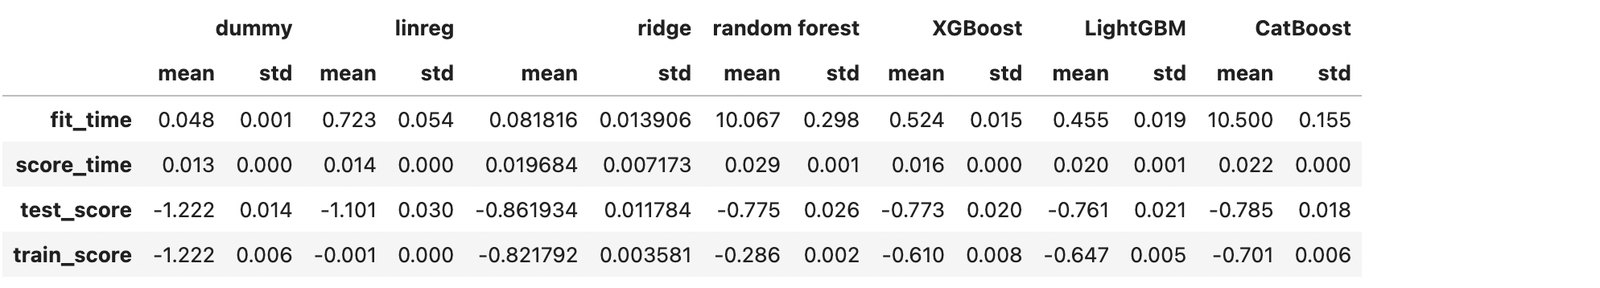 dummy linreg ridge random forest XGBoost LightGBM CatBoost
mean std mean std mean std mean std mean std mean std mean std
fit_time 0.048 0.001 0.723 0.054 0.081816 0.013906 10.067 0.298 0.524 0.015 0.455 0.019 10.500 0.155
score_time 0.013 0.000 0.014 0.000 0.019684 0.007173 0.029 0.001 0.016 0.000 0.020 0.001 0.022 0.000
test_score -1.222 0.014 -1.101 0.030 -0.861934 0.011784 -0.775 0.026 -0.773 0.020 -0.761 0.021 -0.785 0.018
train_score -1.222 0.006 -0.001 0.000 -0.821792 0.003581 -0.286 0.002 -0.610 0.008 -0.647 0.005 -0.701 0.006